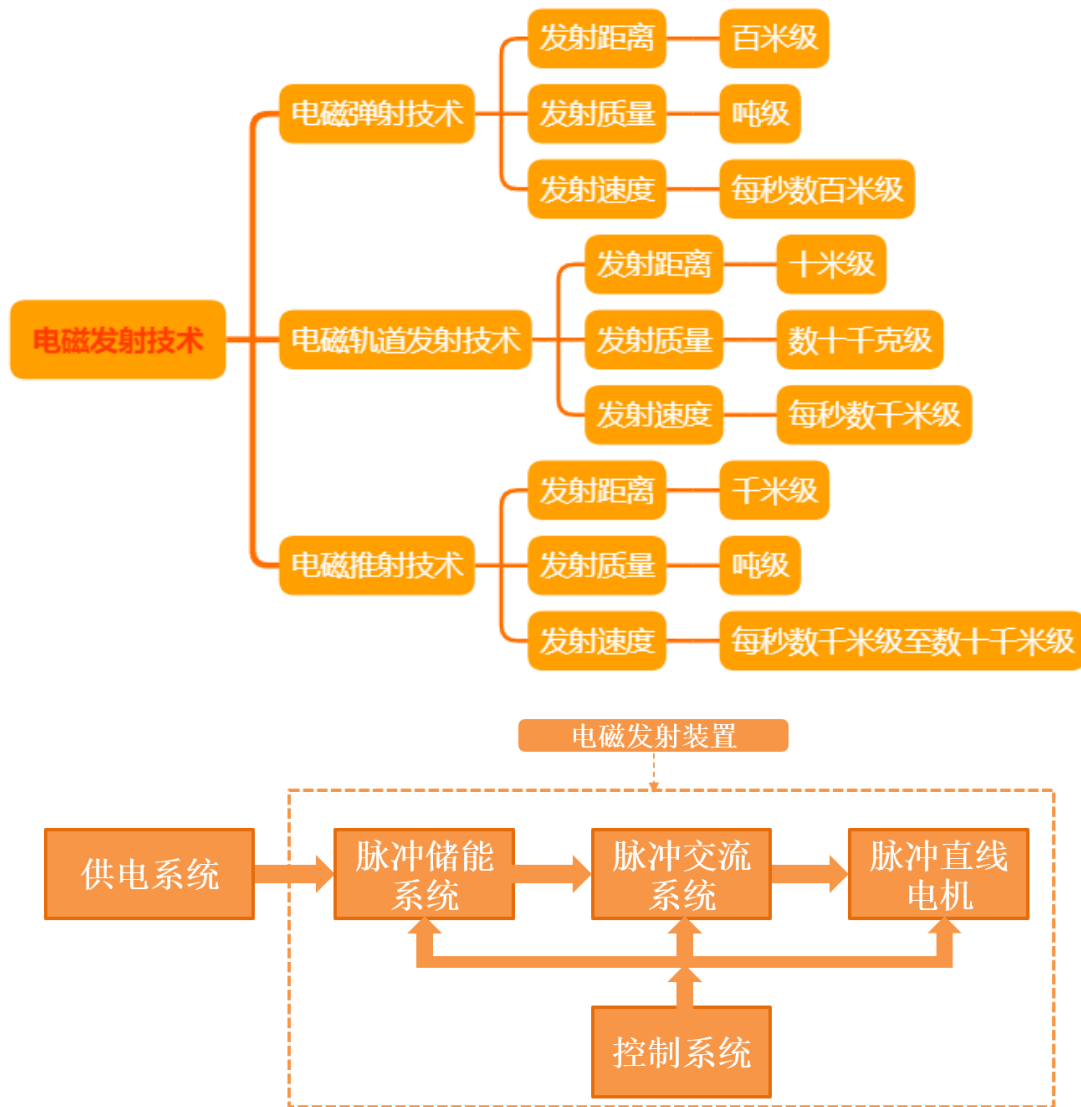 电磁发射技术
电磁弹射技术
发射距离
百米级
发射质量
吨级
发射速度
每秒数百米级
电磁轨道发射技术
发射距离
十米级
发射质量
数十千克级
发射速度
每秒数千米级
电磁推射技术
发射距离
千米级
发射质量
吨级
发射速度
每秒数千米级至数十千米级
电磁发射装置
供电系统
脉冲储能
系统
脉冲交流
系统
脉冲直线
电机
控制系统